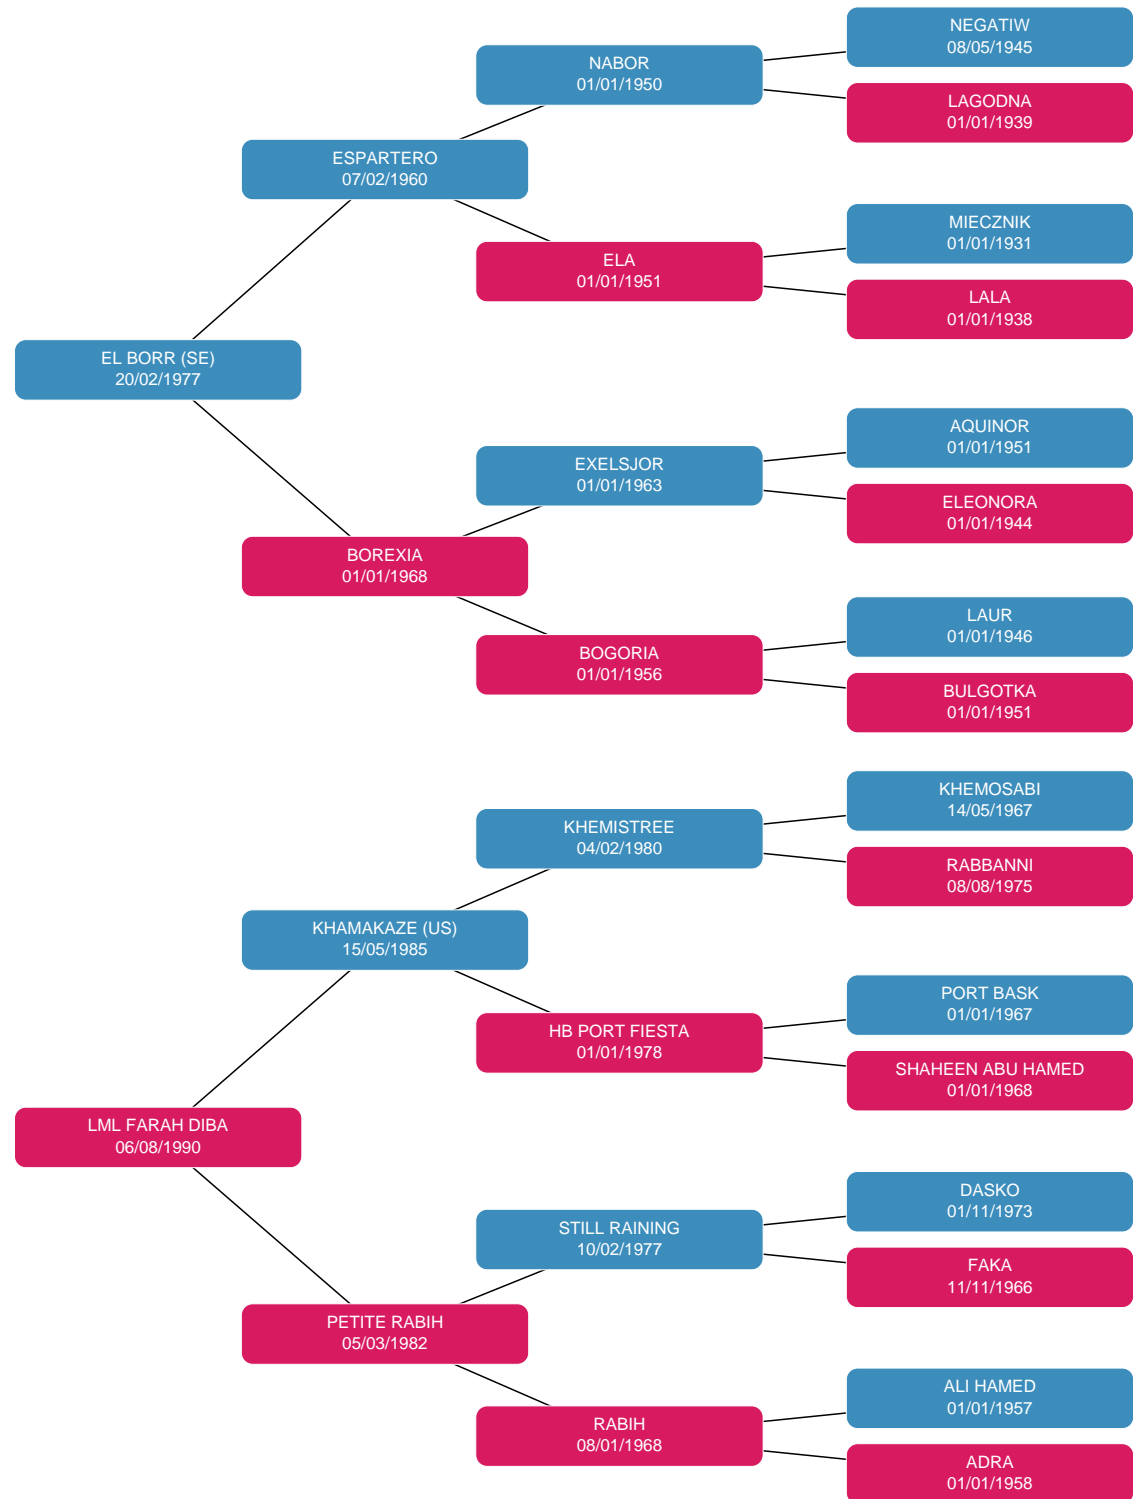 NEGATIW
08/05/1945
NABOR
01/01/1950
LAGODNA
01/01/1939
ESPARTERO
07/02/1960
MIECZNIK
01/01/1931
ELA
01/01/1951
LALA
01/01/1938
EL BORR (SE)
20/02/1977
AQUINOR
01/01/1951
EXELSJOR
01/01/1963
ELEONORA
01/01/1944
BOREXIA
01/01/1968
LAUR
01/01/1946
BOGORIA
01/01/1956
BULGOTKA
01/01/1951
KHEMOSABI
14/05/1967
KHEMISTREE
04/02/1980
RABBANNI
08/08/1975
KHAMAKAZE (US)
15/05/1985
PORT BASK
01/01/1967
HB PORT FIESTA
01/01/1978
SHAHEEN ABU HAMED
01/01/1968
LML FARAH DIBA
06/08/1990
DASKO
01/11/1973
STILL RAINING
10/02/1977
FAKA
11/11/1966
PETITE RABIH
05/03/1982
ALI HAMED
01/01/1957
RABIH
08/01/1968
ADRA
01/01/1958